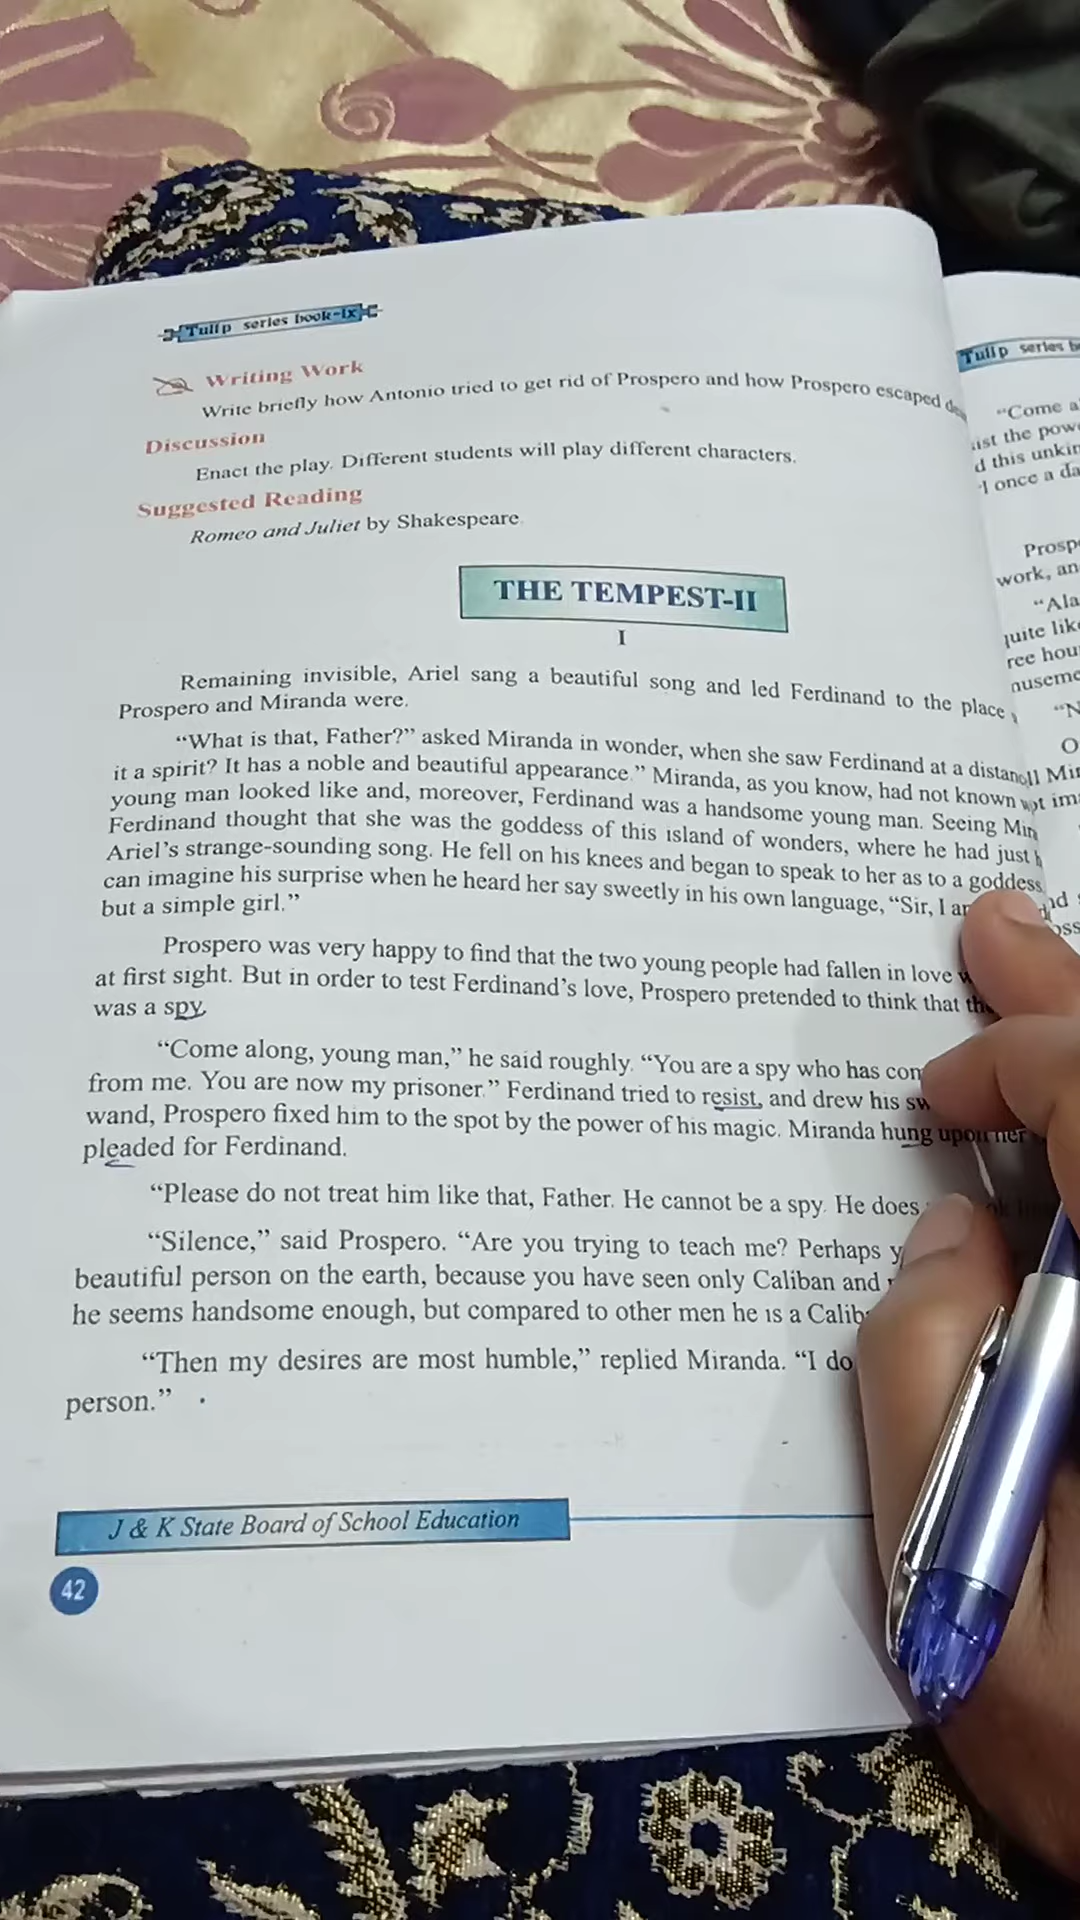 Tulip series book-ix
Writing Work
Write briefly how Antonio tried to get rid of Prospero and how Prospero escaped
Discussion
Enact the play. Different students will play different characters.
Suggested Reading
Romeo and Juliet by Shakespeare.
THE TEMPEST-II
I
Remaining invisible, Ariel sang a beautiful song and led Ferdinand to the place
Prospero and Miranda were.
“What is that, Father?” asked Miranda in wonder, when she saw Ferdinand at a
it a spirit? It has a noble and beautiful appearance.” Miranda, as you know, had not known
young man looked like and, moreover, Ferdinand was a handsome young man. Seeing
Ferdinand thought that she was the goddess of this island of wonders, where he had just
Ariel’s strange-sounding song. He fell on his knees and began to speak to her as to a goddess
can imagine his surprise when he heard her say sweetly in his own language, “Sir, I
but a simple girl.”
Prospero was very happy to find that the two young people had fallen in love
at first sight. But in order to test Ferdinand’s love, Prospero pretended to think that
was a spy.
“Come along, young man,” he said roughly. “You are a spy who has
from me. You are now my prisoner.” Ferdinand tried to resist, and drew his
wand, Prospero fixed him to the spot by the power of his magic. Miranda hung upon her
pleaded for Ferdinand.
“Please do not treat him like that, Father. He cannot be a spy. He does
“Silence,” said Prospero. “Are you trying to teach me? Perhaps
beautiful person on the earth, because you have seen only Caliban and
he seems handsome enough, but compared to other men he is a
“Then my desires are most humble,” replied Miranda. “I do
person.”
J & K State Board of School Education
42
Tulip series
“Come
the
this
once a
work,
“Ala